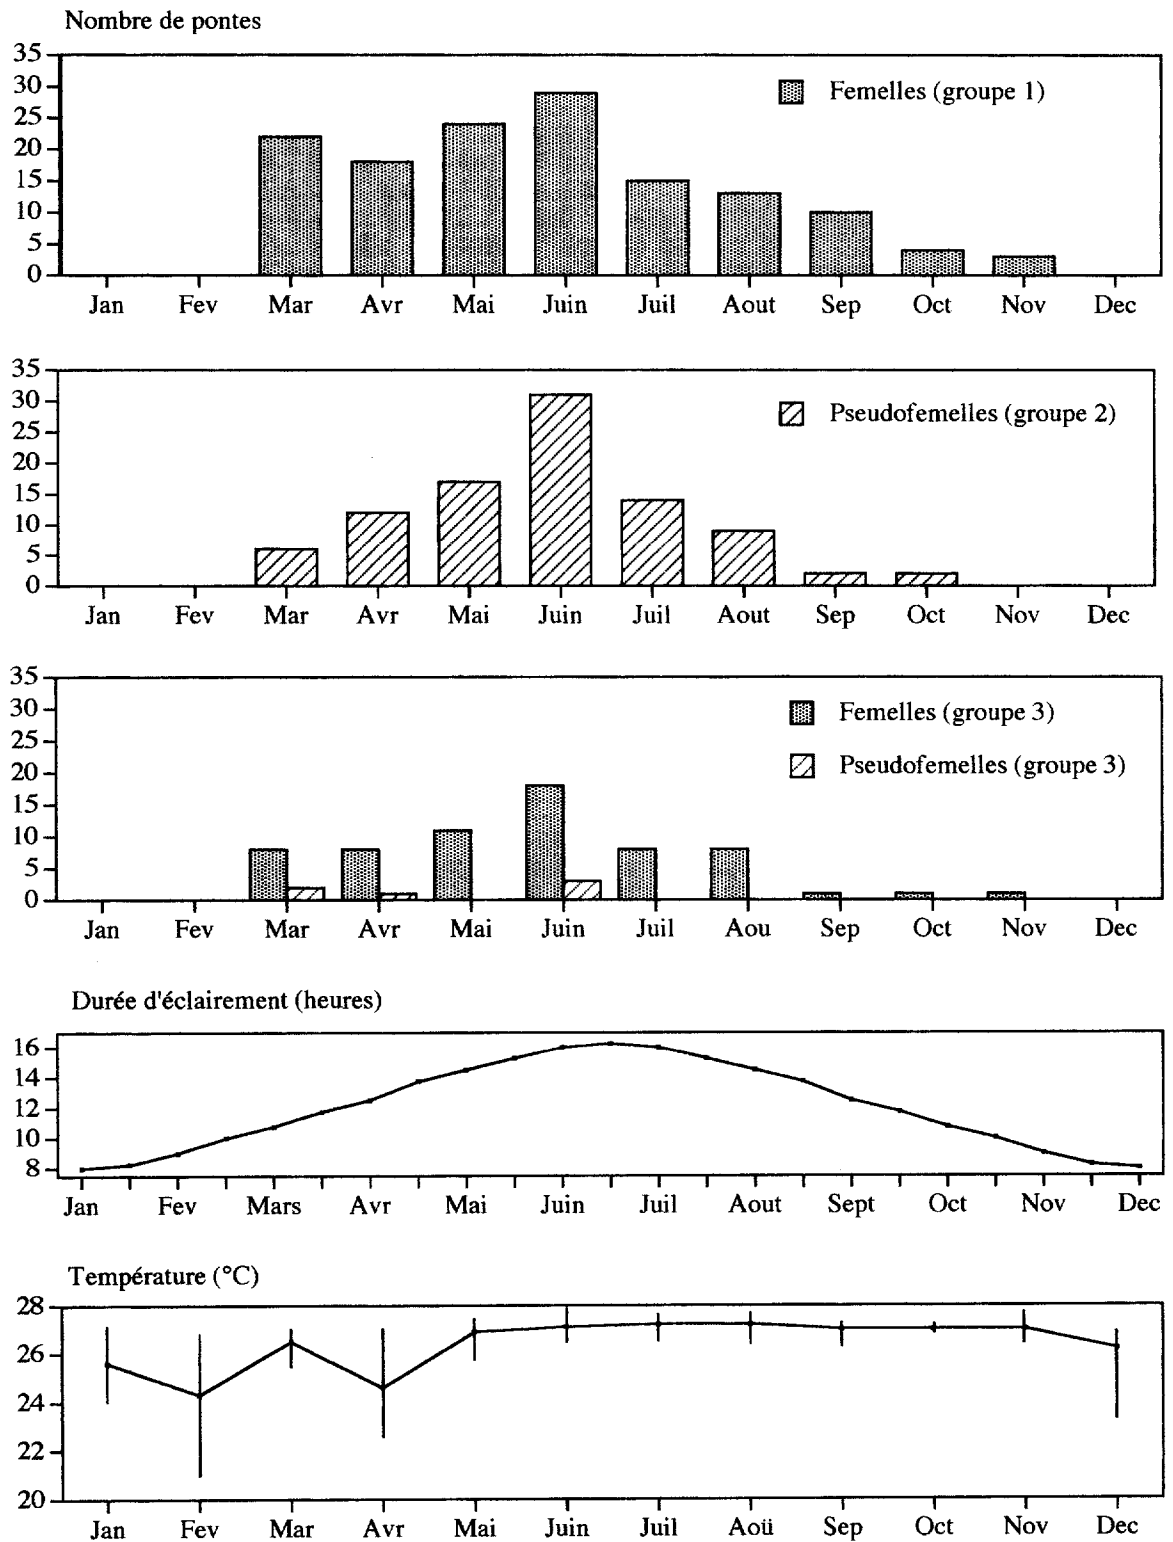 Nombre de pontes
35
30
25
20
15
10
5
0
Femelles (groupe 1)
Jan Fev Mar Avr Mai Juin Juil Aout Sep Oct Nov Dec
35
30
25
20
15
10
5
0
Pseudofemelles (groupe 2)
Jan Fev Mar Avr Mai Juin Juil Aout Sep Oct Nov Dec
35
30
25
20
15
10
5
0
Femelles (groupe 3)
Pseudofemelles (groupe 3)
Jan Fev Mar Avr Mai Juin Juil Aou Sep Oct Nov Dec
Durée d'éclairement (heures)
16
14
12
10
8
Jan Fev Mars Avr Mai Juin Juil Aout Sept Oct Nov Dec
Température (°C)
28
26
24
22
20
Jan Fev Mar Avr Mai Juin Juil Aoü Sep Oct Nov Dec